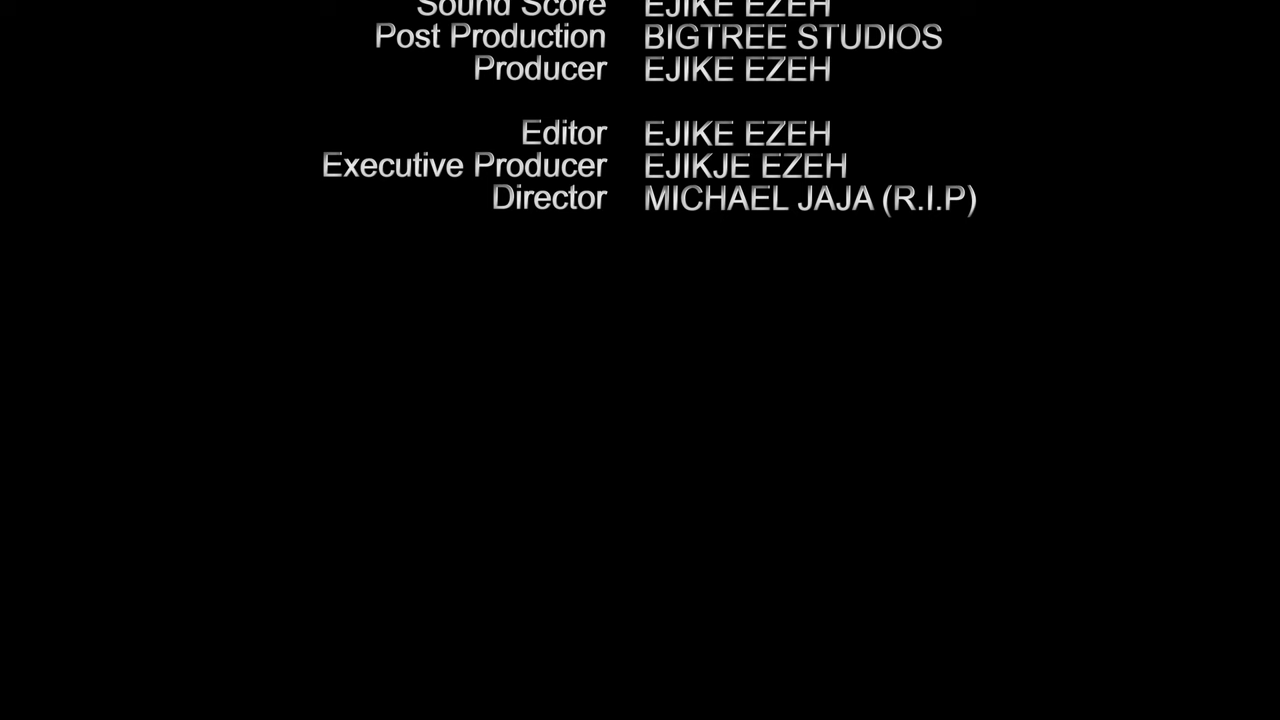 Sound Score EJIKE EZEH
Post Production BIGTREE STUDIOS
Producer EJIKE EZEH
Editor EJIKE EZEH
Executive Producer EJIKJE EZEH
Director MICHAEL JAJA (R.I.P)